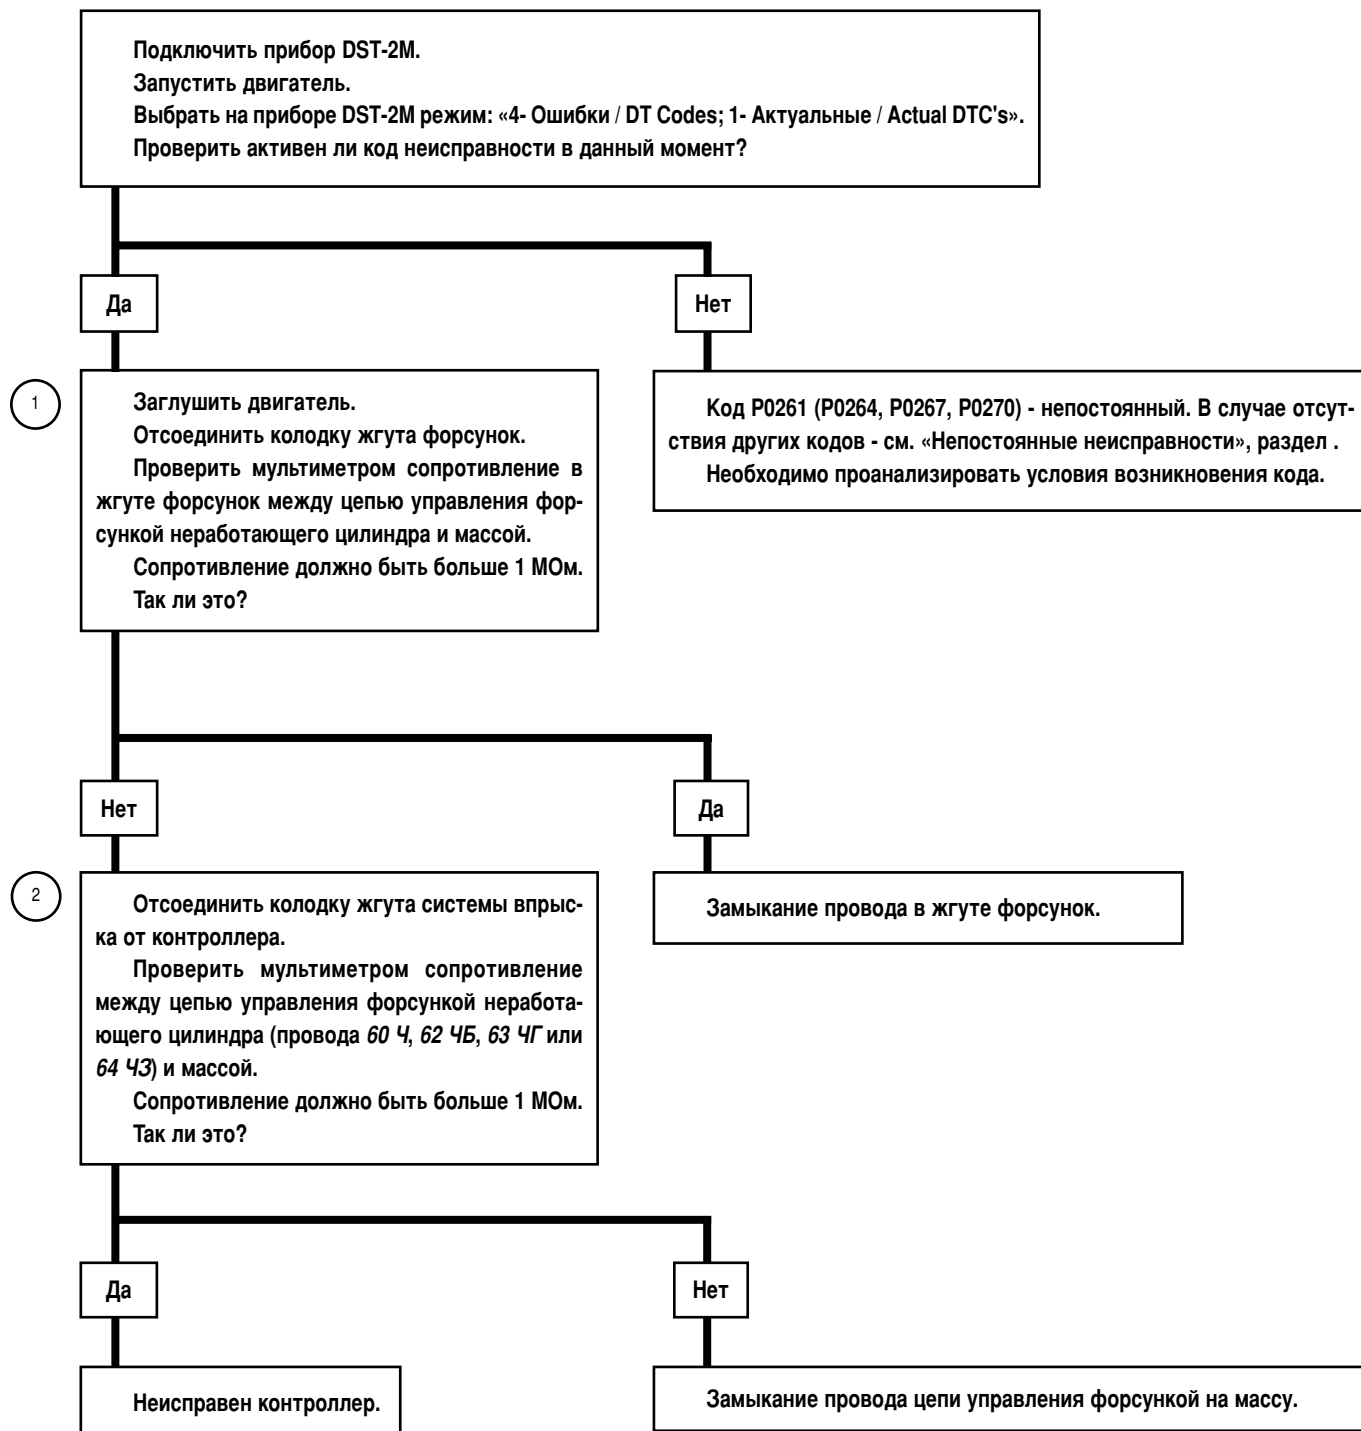 Подключить прибор DST-2M.
Запустить двигатель.
Выбрать на приборе DST-2M режим: «4- Ошибки / DT Codes; 1- Актуальные / Actual DTC's».
Проверить активен ли код неисправности в данный момент?
Да
Нет
1
Заглушить двигатель.
Отсоединить колодку жгута форсунок.
Проверить мультиметром сопротивление в
жгуте форсунок между цепью управления фор-
сункой неработающего цилиндра и массой.
Сопротивление должно быть больше 1 МОм.
Так ли это?
Код P0261 (P0264, P0267, P0270) - непостоянный. В случае отсут-
ствия других кодов - см. «Непостоянные неисправности», раздел .
Необходимо проанализировать условия возникновения кода.
Нет
Да
2
Отсоединить колодку жгута системы впрыс-
ка от контроллера.
Проверить мультиметром сопротивление
между цепью управления форсункой неработа-
ющего цилиндра (провода 60 Ч, 62 ЧБ, 63 ЧГ или
64 ЧЗ) и массой.
Сопротивление должно быть больше 1 МОм.
Так ли это?
Замыкание провода в жгуте форсунок.
Да
Нет
Неисправен контроллер.
Замыкание провода цепи управления форсункой на массу.